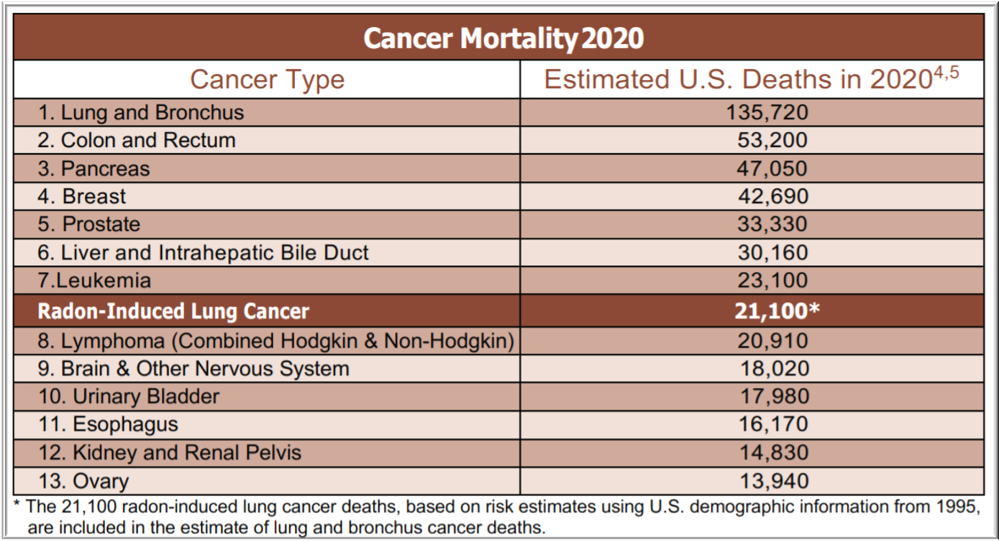 Cancer Mortality 2020
Cancer Type Estimated U.S. Deaths in 2020⁴,⁵
1. Lung and Bronchus 135,720
2. Colon and Rectum 53,200
3. Pancreas 47,050
4. Breast 42,690
5. Prostate 33,330
6. Liver and Intrahepatic Bile Duct 30,160
7.Leukemia 23,100
Radon-Induced Lung Cancer 21,100*
8. Lymphoma (Combined Hodgkin & Non-Hodgkin) 20,910
9. Brain & Other Nervous System 18,020
10. Urinary Bladder 17,980
11. Esophagus 16,170
12. Kidney and Renal Pelvis 14,830
13. Ovary 13,940
* The 21,100 radon-induced lung cancer deaths, based on risk estimates using U.S. demographic information from 1995,
are included in the estimate of lung and bronchus cancer deaths.